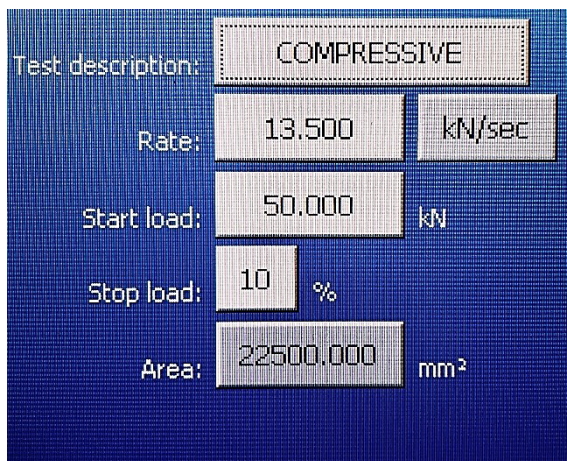 Test description: COMPRESSIVE
Rate: 13.500 kN/sec
Start load: 50.000 kN
Stop load: 10 %
Area: 22500.000 mm²